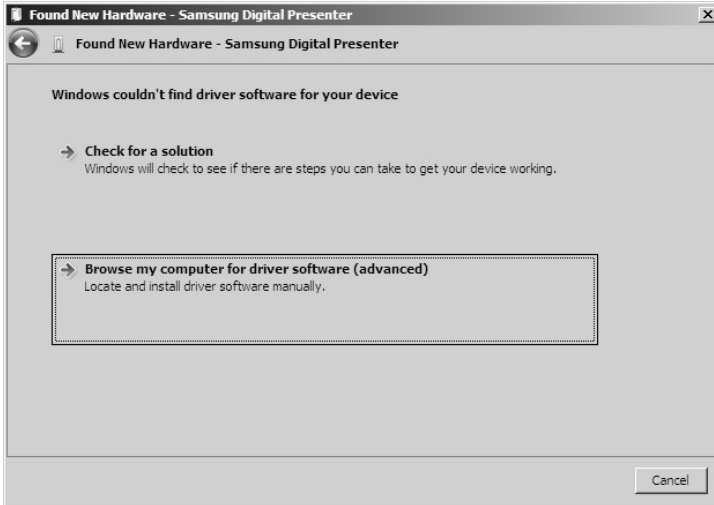 Found New Hardware - Samsung Digital Presenter
Found New Hardware - Samsung Digital Presenter
Windows couldn't find driver software for your device
Check for a solution
Windows will check to see if there are steps you can take to get your device working.
Browse my computer for driver software (advanced)
Locate and install driver software manually.
Cancel